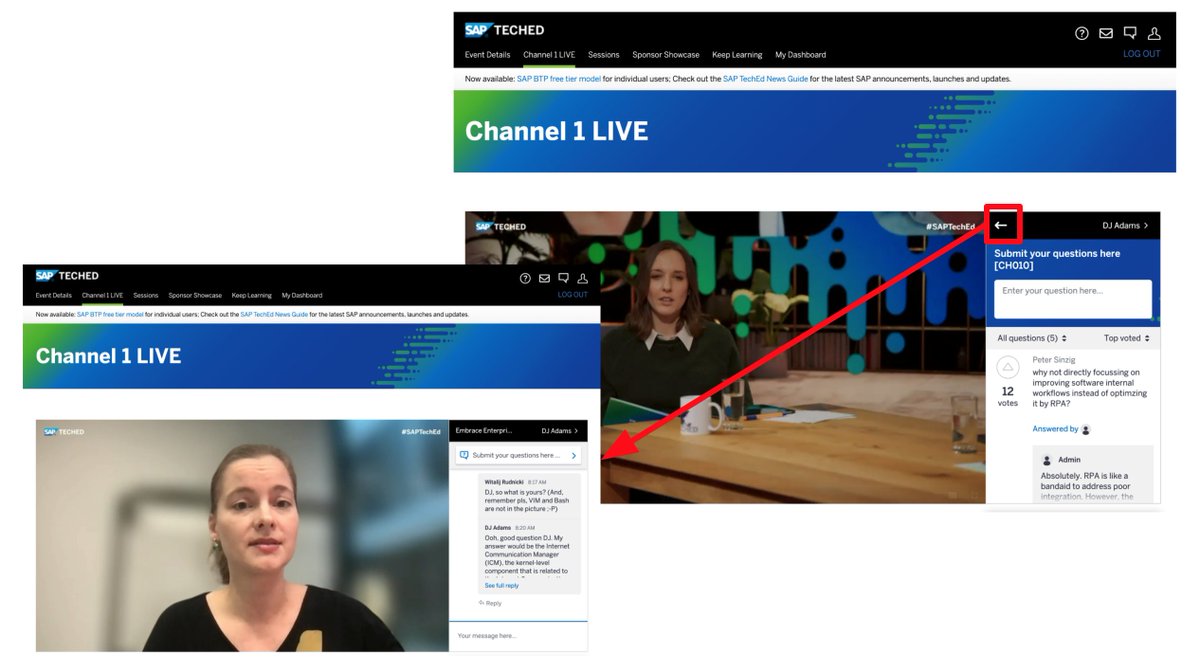 SAP TECHED
Event Details Channel 1 LIVE Sessions Sponsor Showcase Keep Learning My Dashboard
LOG OUT
Now available: SAP BTP free tier model for individual users; Check out the SAP TechEd News Guide for the latest SAP announcements, launches and updates.
Channel 1 LIVE
SAP TECHED
#SAPTechEd
DJ Adams >
Submit your questions here
[CH010]
Enter your question here...
All questions (5)
Top voted
Peter Sinzig
why not directly focussing on
improving software internal
workflows instead of optimzing
it by RPA?
12
votes
Answered by
Admin
Absolutely. RPA is like a
bandaid to address poor
integration. However, the
SAP TECHED
Event Details Channel 1 LIVE Sessions Sponsor Showcase Keep Learning My Dashboard
LOG OUT
Now available: SAP BTP free tier model for individual users; Check out the SAP TechEd News Guide for the latest SAP announcements, launches and updates.
Channel 1 LIVE
SAP TECHED
#SAPTechEd
Embrace Enterpri... DJ Adams >
Submit your questions here ... >
Witalij Rudnicki 8:17 AM
DJ, so what is yours? (And,
remember pls, VIM and Bash
are not in the picture ;-P)
DJ Adams 8:20 AM
Ooh, good question DJ. My
answer would be the Internet
Communication Manager
(ICM), the kernel-level
component that is related to
See full reply
Reply
Your message here...